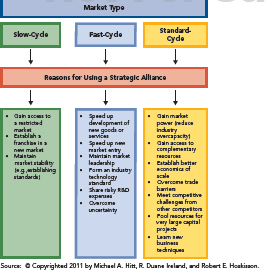 Market Type
Slow-Cycle
Fast-Cycle
Standard-
Cycle
Reasons for Using a Strategic Alliance
• Gain access to
a restricted
market
• Establish a
franchise in a
new market
• Maintain
market stability
(e.g.,establishing
standards)
• Speed up
development of
new goods or
services
• Speed up new
market entry
• Maintain market
leadership
• Form an industry
technology
standard
• Share risky R&D
expenses
• Overcome
uncertainty
• Gain market
power (reduce
industry
overcapacity)
• Gain access to
complementary
resources
• Establish better
economies of
scale
• Overcome trade
barriers
• Meet competitive
challenges from
other competitors
• Pool resources for
very large capital
projects
• Learn new
business
techniques
Source: © Copyrighted 2011 by Michael A. Hitt, R. Duane Ireland, and Robert E. Hoskisson.